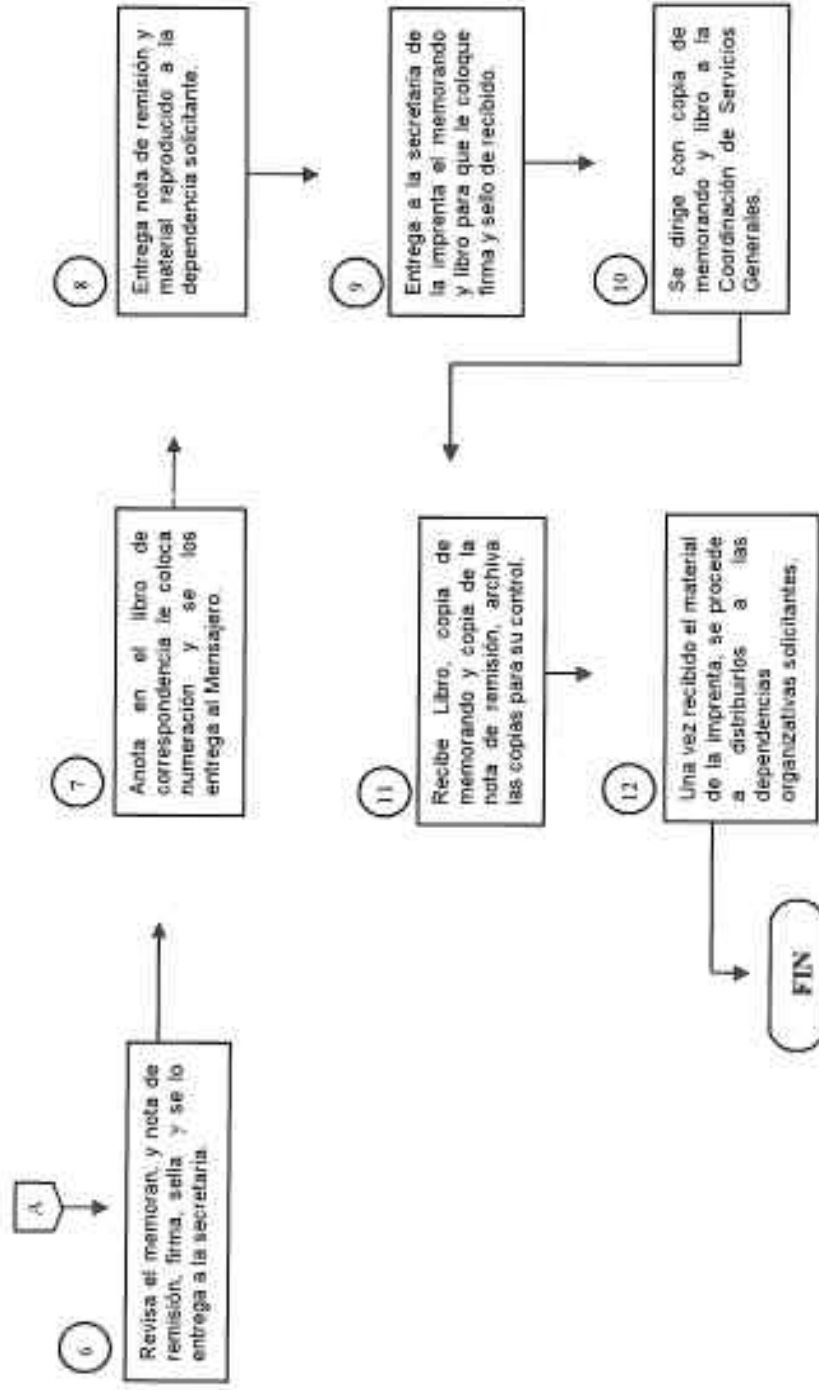 A
6
Revisa el memoran, y nota de
remisión, firma, sella y se lo
entrega a la secretaria.
7
Anota en el libro de
correspondencia le coloca
numeración y se los
entrega al Mensajero.
8
Entrega nota de remisión y
material reproducido a la
dependencia solicitante.
9
Entrega a la secretaria de
la imprenta el memorando
y libro para que le coloque
firma y sello de recibido.
10
Se dirige con copia de
memorando y libro a la
Coordinación de Servicios
Generales.
11
Recibe Libro, copia de
memorando y copia de la
nota de remisión, archiva
las copias para su control.
12
Una vez recibido el material
de la imprenta, se procede
a distribuirlos a las
dependencias
organizativas solicitantes.
FIN